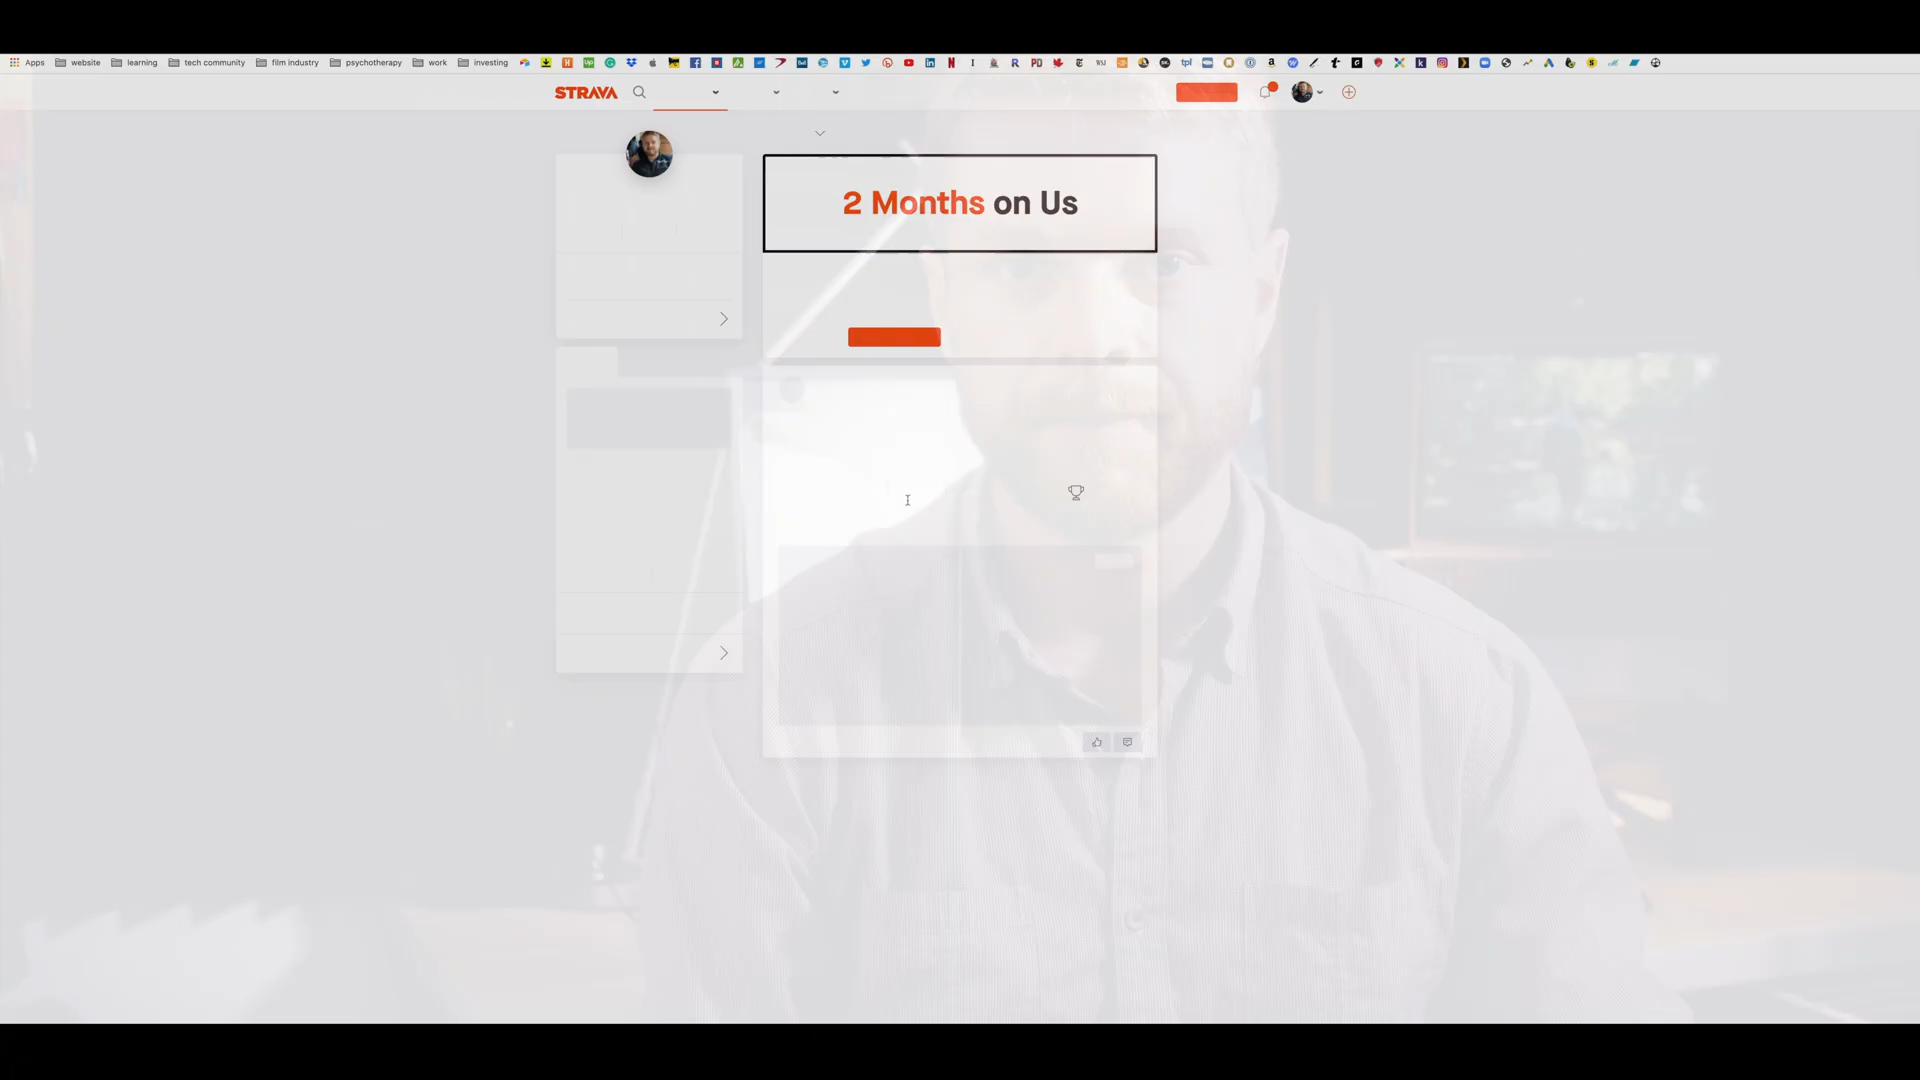 Apps website learning tech community film industry psychotherapy work investing
STRAVA
2 Months on Us